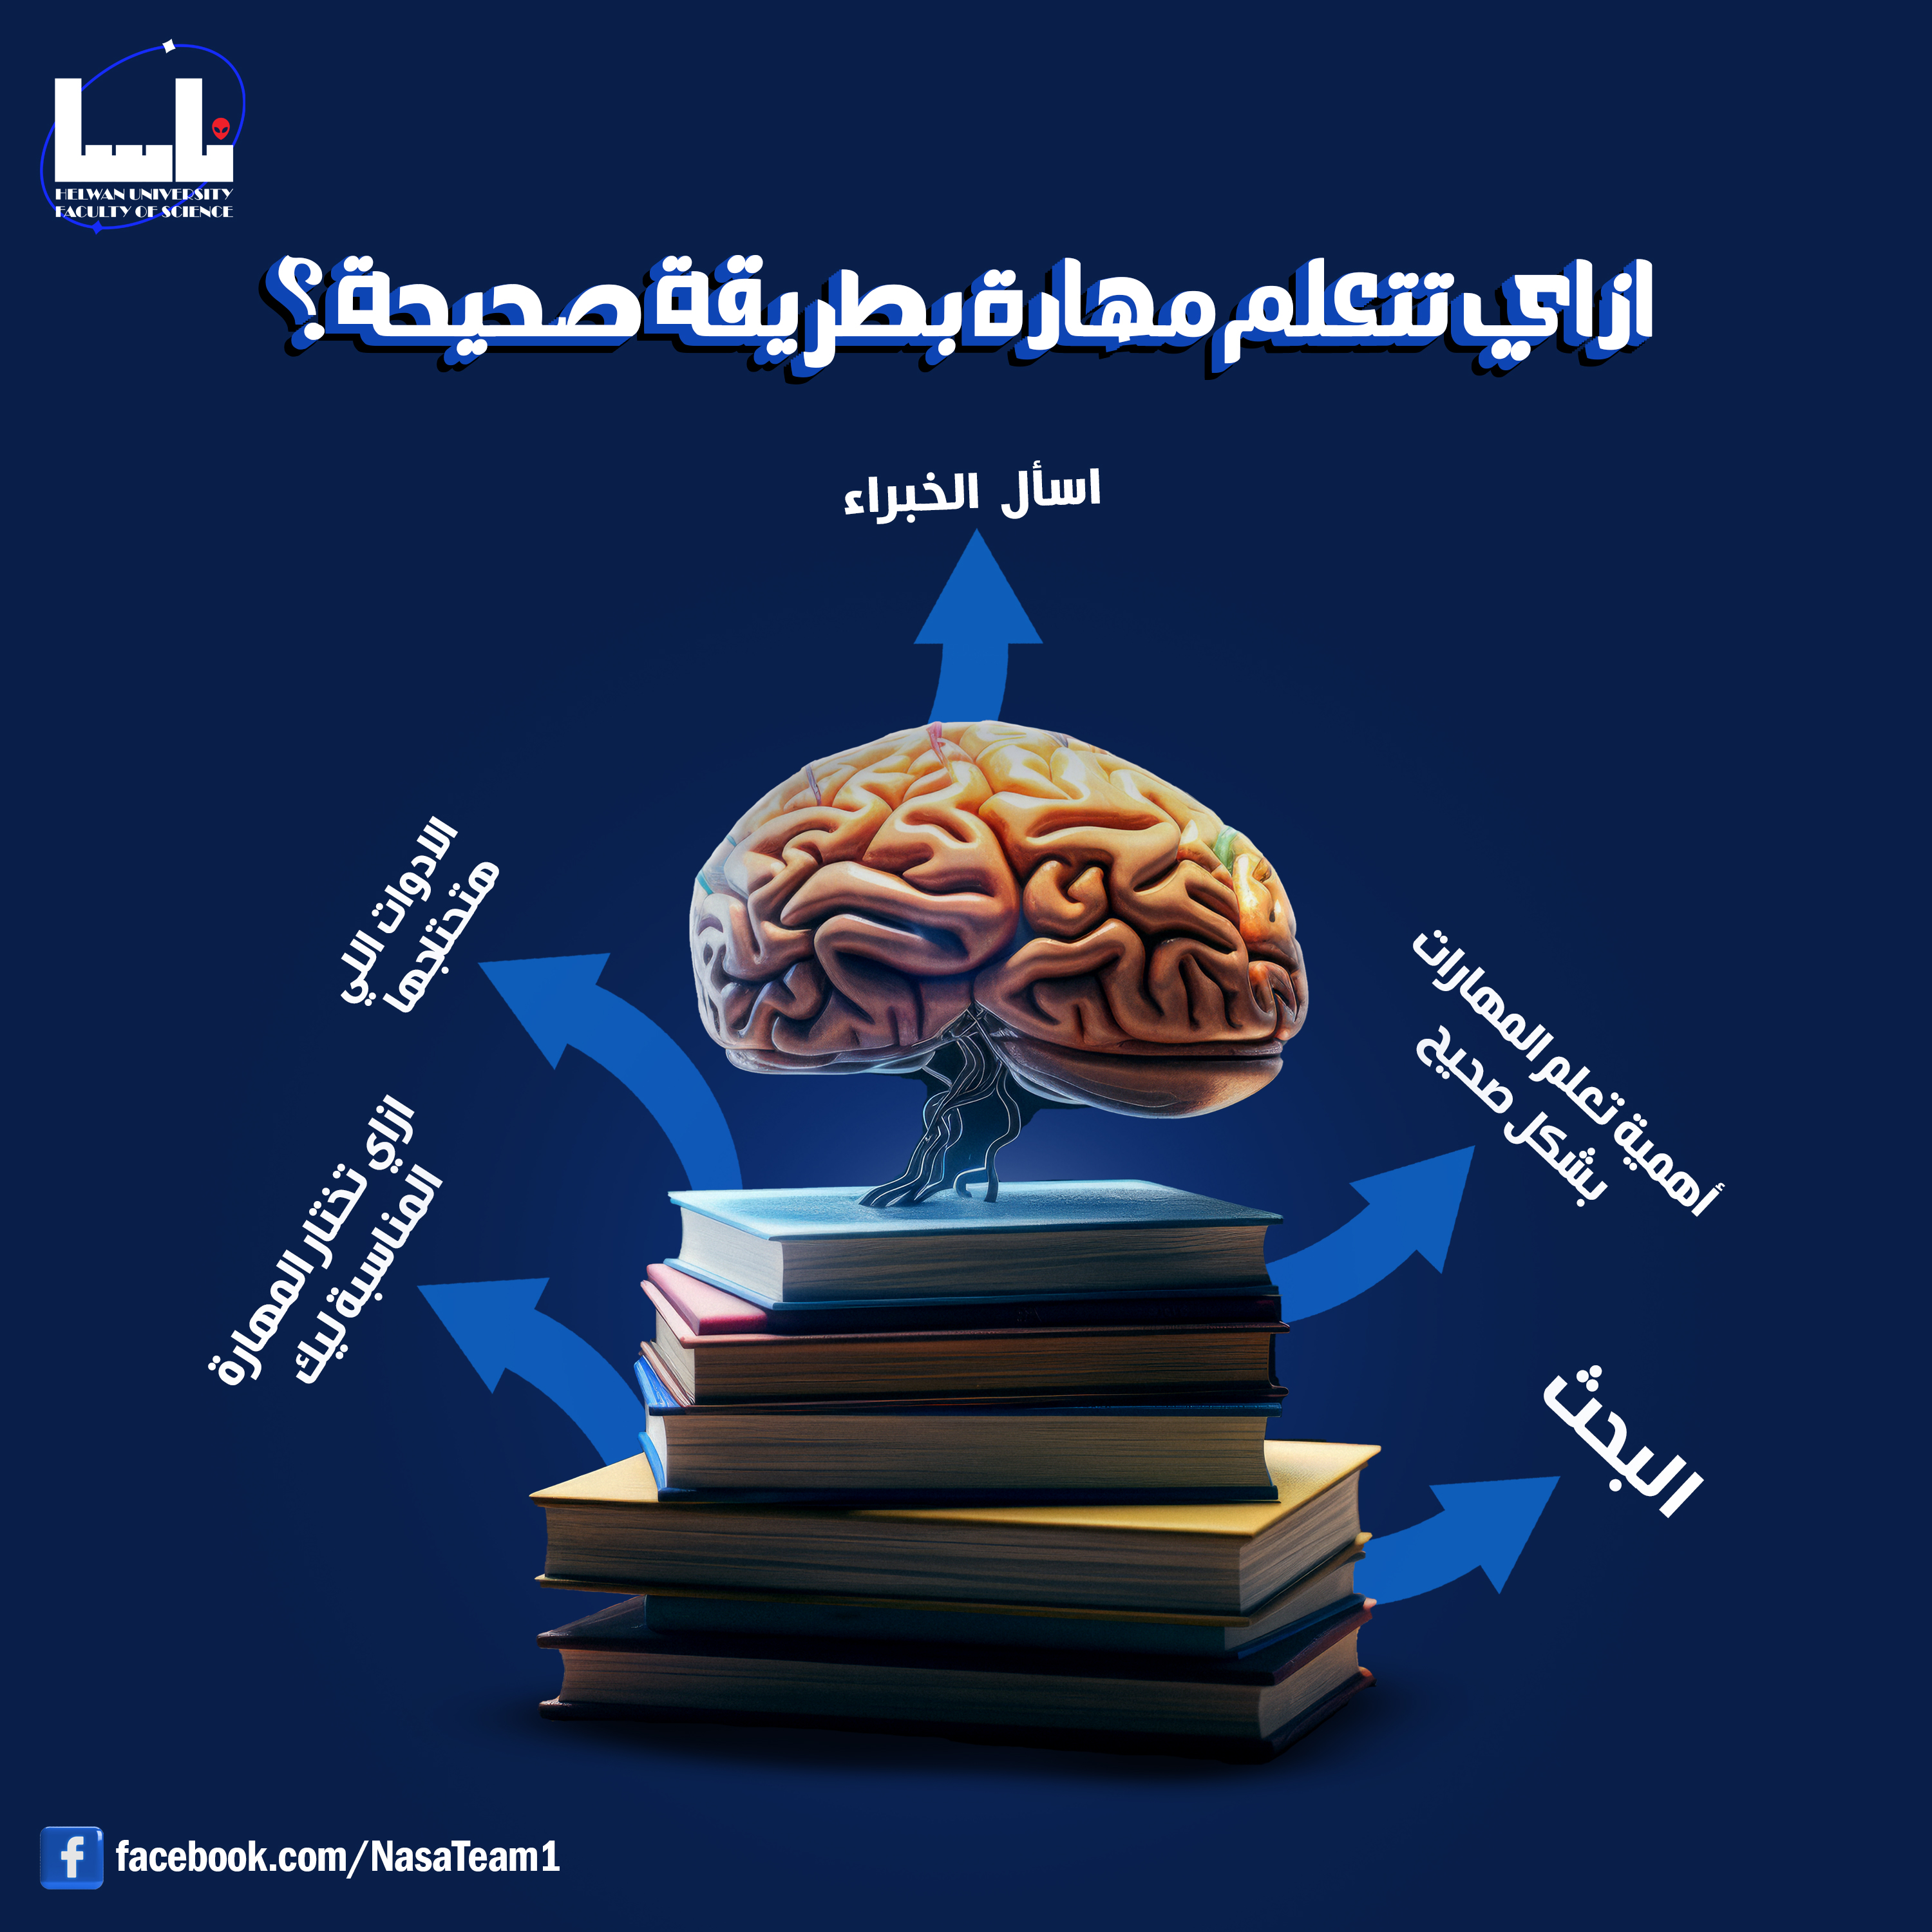 ناسا
HELWAN UNIVERSITY
FACULTY OF SCIENCE
ازاي تتعلم مهارة بطريقة صحيحة؟
اسأل الخبراء
الادوات اللي
هتحتاجها
أهمية تعلم المهارات
بشكل صحيح
ازاي تختار المهارة
المناسبة ليك
البحث
f facebook.com/NasaTeam1